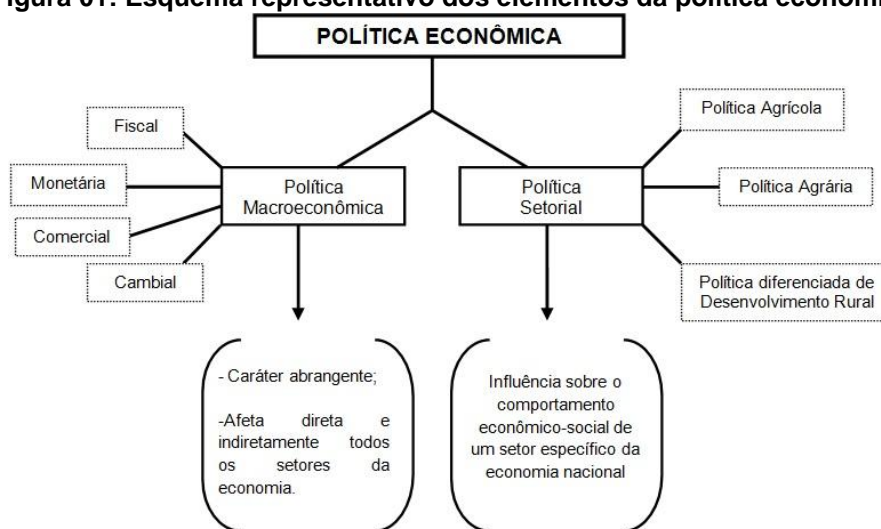 igura 01: Esquema representativo dos elementos da política econômi
POLÍTICA ECONÔMICA
Fiscal
Monetária
Comercial
Cambial
Política
Macroeconômica
Política
Setorial
Política Agrícola
Política Agrária
Política diferenciada de
Desenvolvimento Rural
- Caráter abrangente;
-Afeta direta e
indiretamente todos
os setores da
economia.
Influência sobre o
comportamento
econômico-social de
um setor específico da
economia nacional